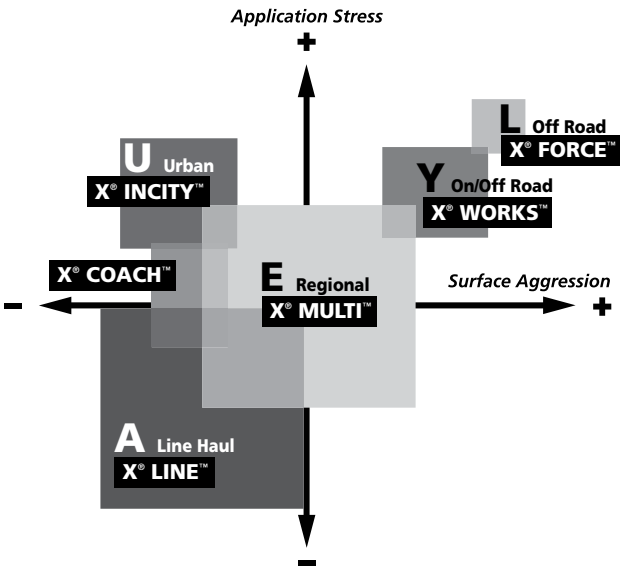 Application Stress
+
L Off Road
X® FORCE™
U Urban
X® INCITY™
Y On/Off Road
X® WORKS™
X® COACH™
E Regional
X® MULTI™
Surface Aggression
- +
A Line Haul
X® LINE™
-